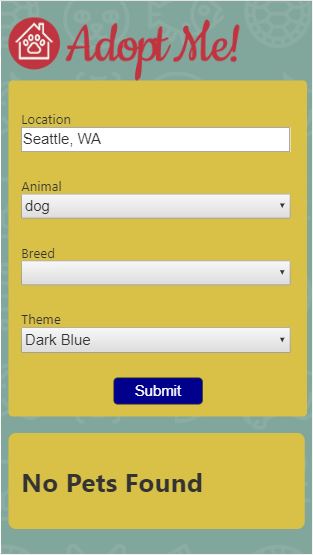 Adopt Me!
Location
Seattle, WA
Animal
dog
Breed
Theme
Dark Blue
Submit
No Pets Found